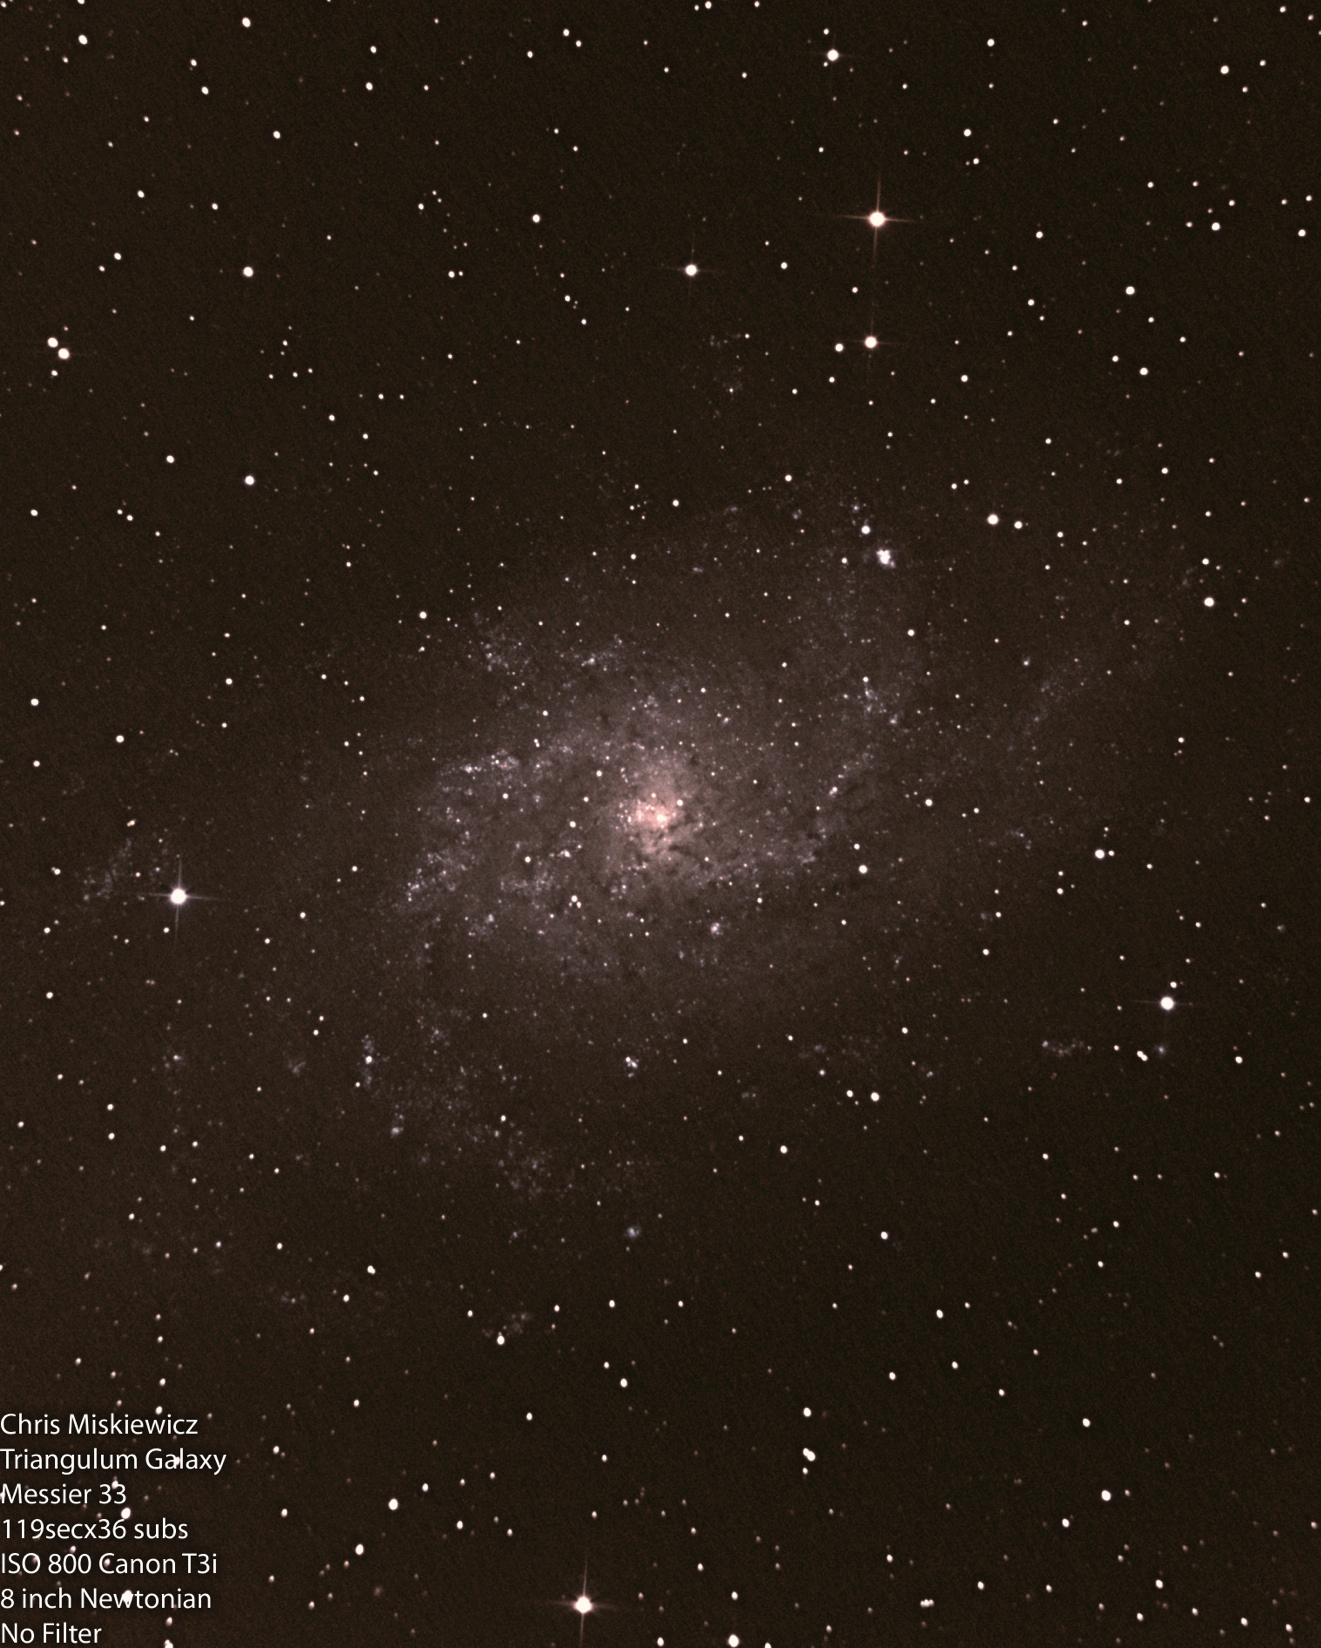 Chris Miskiewicz
Triangulum Galaxy
Messier 33
119secx36 subs
ISO 800 Canon T3i
8 inch Newtonian
No Filter